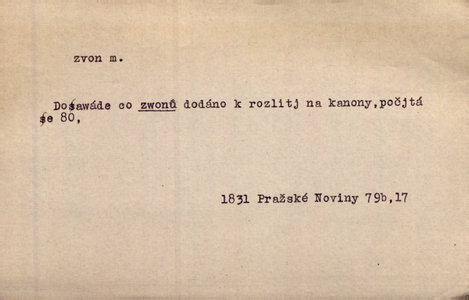 zvon m.
Dosawáde co zwonů dodáno k rozlitj na kanony,počjtá
se 80,
1831 Pražské Noviny 79b,17